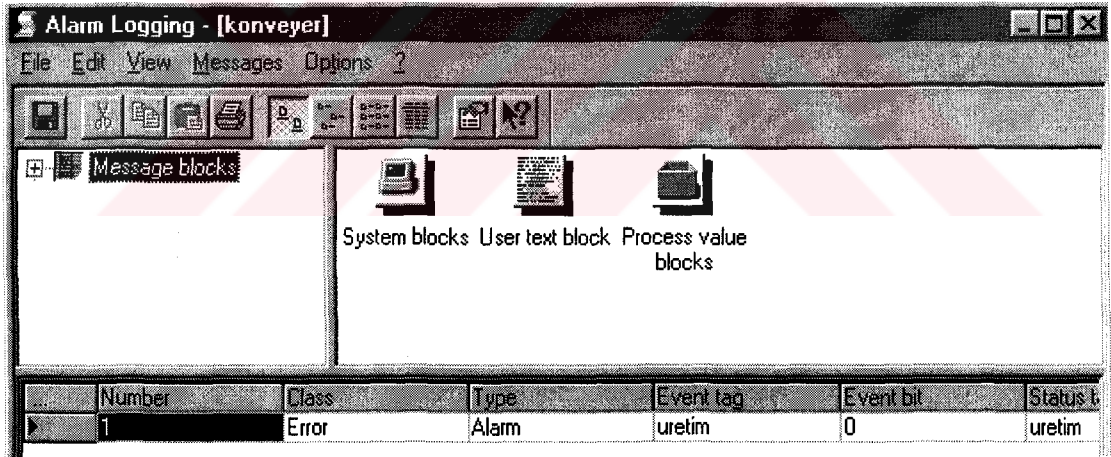 Alarm Logging - [konveyer]
File Edit View Messages Options ?
Message blocks
System blocks User text block Process value
blocks
... Number Class Type Event tag Event bit Status t
1 Error Alarm uretim 0 uretim